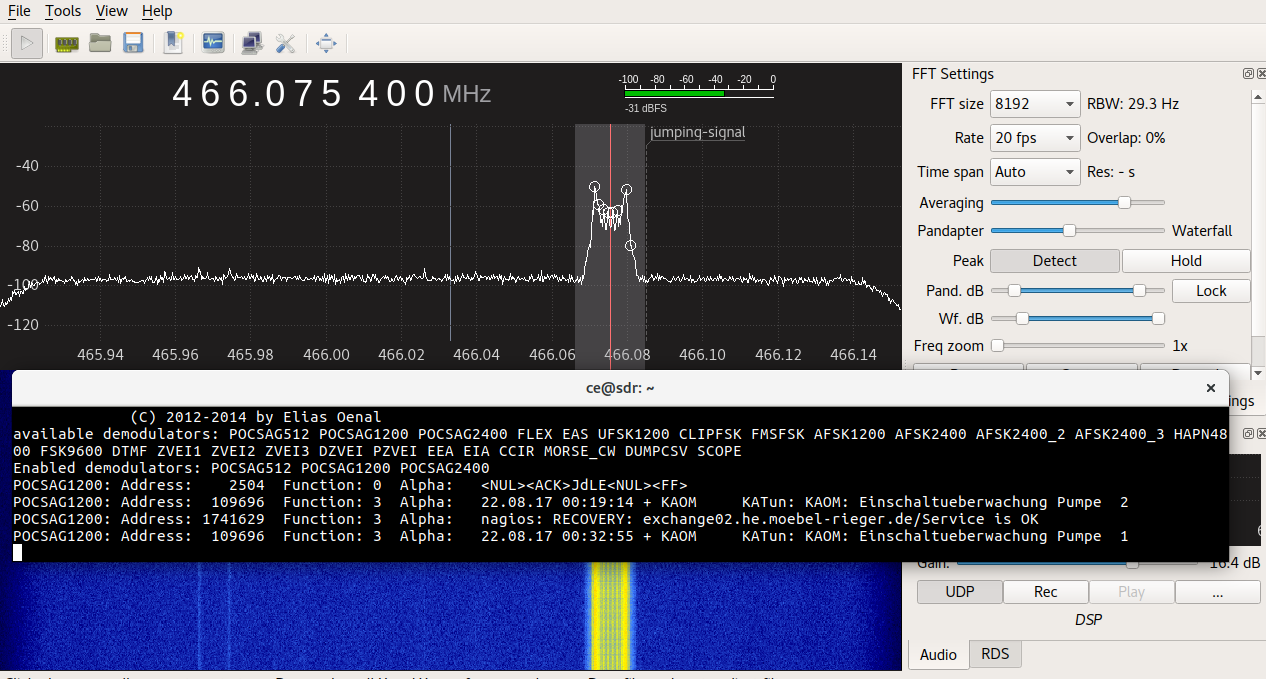 File Tools View Help
466.075 400 MHz
-100 -80 -60 -40 -20 0
-31 dBFS
jumping-signal
-40
-60
-80
-100
-120
465.94 465.96 465.98 466.00 466.02 466.04 466.06 466.08 466.10 466.12 466.14
FFT Settings
FFT size 8192 RBW: 29.3 Hz
Rate 20 fps Overlap: 0%
Time span Auto Res: - s
Averaging
Pandapter Waterfall
Peak Detect Hold
Pand. dB Lock
Wf. dB
Freq zoom 1x
ce@sdr: ~
(C) 2012-2014 by Elias Oenal
available demodulators: POCSAG512 POCSAG1200 POCSAG2400 FLEX EAS UFSK1200 CLIPFSK FMSFSK AFSK1200 AFSK2400 AFSK2400_2 AFSK2400_3 HAPN48
00 FSK9600 DTMF ZVEI1 ZVEI2 ZVEI3 DZVEI PZVEI EEA EIA CCIR MORSE_CW DUMPCSV SCOPE
Enabled demodulators: POCSAG512 POCSAG1200 POCSAG2400
POCSAG1200: Address:    2504  Function: 0  Alpha:   <NUL><ACK>JdLE<NUL><FF>
POCSAG1200: Address:  109696  Function: 3  Alpha:   22.08.17 00:19:14 + KAOM     KATun: KAOM: Einschaltueberwachung Pumpe  2
POCSAG1200: Address: 1741629  Function: 3  Alpha:   nagios: RECOVERY: exchange02.he.moebel-rieger.de/Service is OK
POCSAG1200: Address:  109696  Function: 3  Alpha:   22.08.17 00:32:55 + KAOM     KATun: KAOM: Einschaltueberwachung Pumpe  1
ngs
Gain: 16.4 dB
UDP Rec Play ...
DSP
Audio RDS